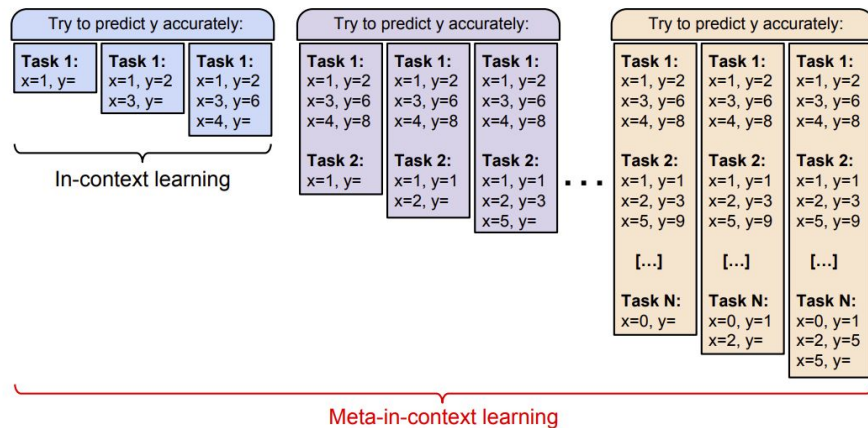 Try to predict y accurately:
Task 1:
x=1, y=
Task 1:
x=1, y=2
x=3, y=
Task 1:
x=1, y=2
x=3, y=6
x=4, y=
In-context learning
Try to predict y accurately:
Task 1:
x=1, y=2
x=3, y=6
x=4, y=8
Task 2:
x=1, y=
Task 1:
x=1, y=2
x=3, y=6
x=4, y=8
Task 2:
x=1, y=1
x=2, y=
Task 1:
x=1, y=2
x=3, y=6
x=4, y=8
Task 2:
x=1, y=1
x=2, y=3
x=5, y=
...
Try to predict y accurately:
Task 1:
x=1, y=2
x=3, y=6
x=4, y=8
Task 2:
x=1, y=1
x=2, y=3
x=5, y=9
[...]
Task N:
x=0, y=
Task 1:
x=1, y=2
x=3, y=6
x=4, y=8
Task 2:
x=1, y=1
x=2, y=3
x=5, y=9
[...]
Task N:
x=0, y=1
x=2, y=
Task 1:
x=1, y=2
x=3, y=6
x=4, y=8
Task 2:
x=1, y=1
x=2, y=3
x=5, y=9
[...]
Task N:
x=0, y=1
x=2, y=5
x=5, y=
Meta-in-context learning